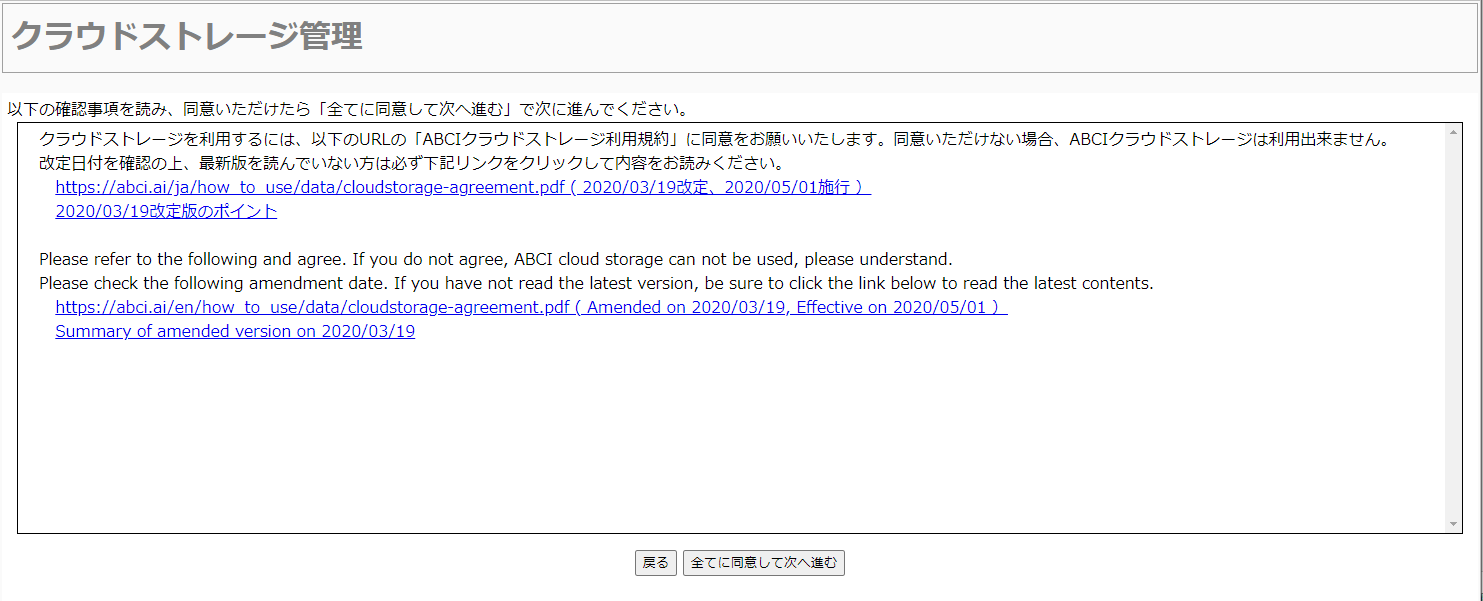 クラウドストレージ管理
以下の確認事項を読み、同意いただけたら「全てに同意して次へ進む」で次に進んでください。
クラウドストレージを利用するには、以下のURLの「ABCIクラウドストレージ利用規約」に同意をお願いいたします。同意いただけない場合、ABCIクラウドストレージは利用出来ません。
改定日付を確認の上、最新版を読んでいない方は必ず下記リンクをクリックして内容をお読みください。
https://abci.ai/ja/how_to_use/data/cloudstorage-agreement.pdf ( 2020/03/19改定、2020/05/01施行 ）
2020/03/19改定版のポイント
Please refer to the following and agree. If you do not agree, ABCI cloud storage can not be used, please understand.
Please check the following amendment date. If you have not read the latest version, be sure to click the link below to read the latest contents.
https://abci.ai/en/how_to_use/data/cloudstorage-agreement.pdf ( Amended on 2020/03/19, Effective on 2020/05/01 ）
Summary of amended version on 2020/03/19
戻る 全てに同意して次へ進む